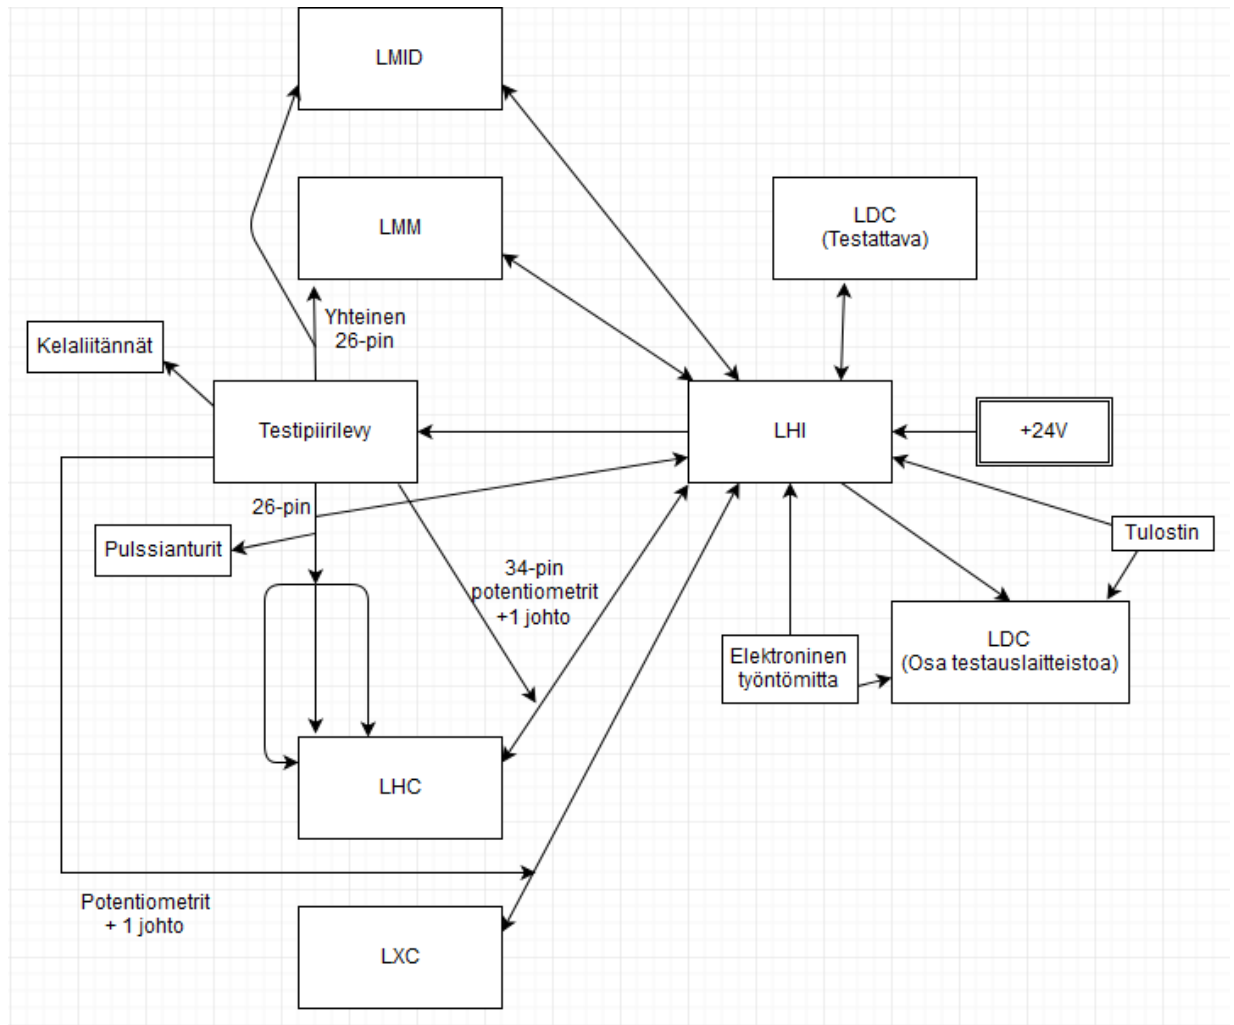 LMID
LMM
LDC
(Testattava)
Yhteinen
26-pin
Kelaliitännät
Testipiirilevy
LHI
+24V
26-pin
Pulssianturit
Tulostin
34-pin
potentiometrit
+1 johto
Elektroninen
työntömitta
LDC
(Osa testauslaitteistoa)
LHC
Potentiometrit
+ 1 johto
LXC